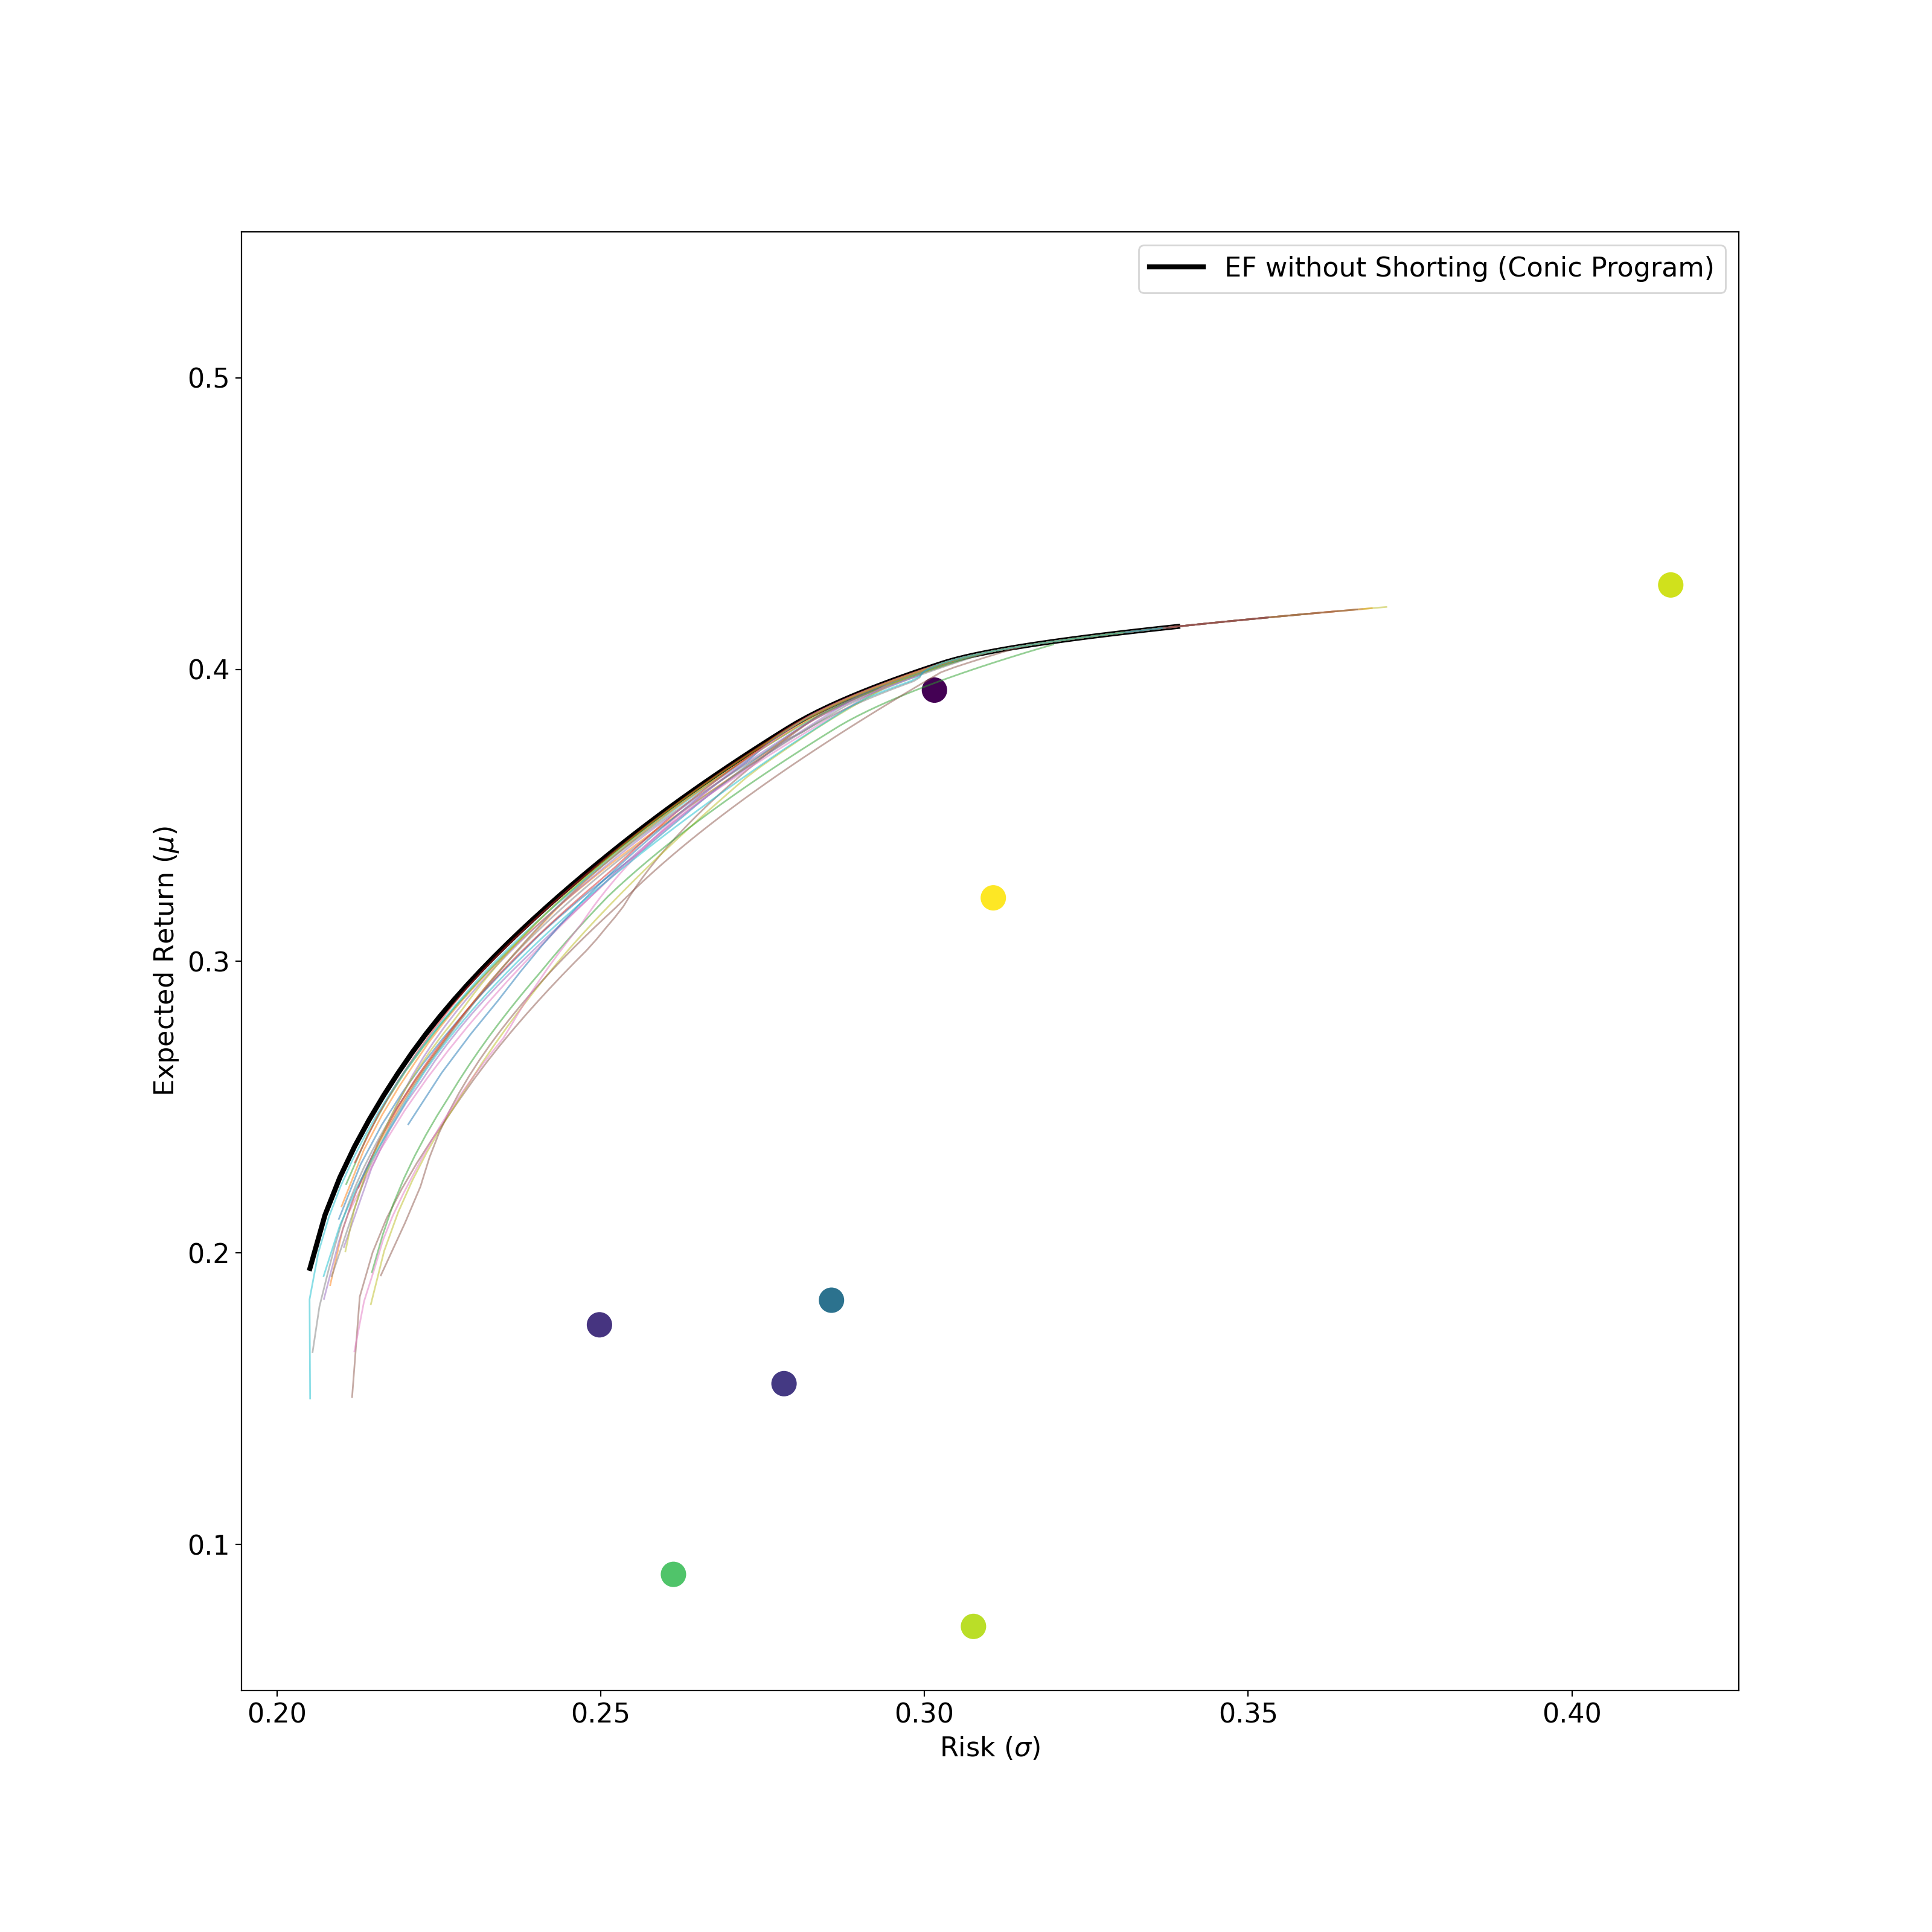 EF without Shorting (Conic Program)
0.5
0.4
0.3
0.2
0.1
Expected Return (μ)
0.20 0.25 0.30 0.35 0.40
Risk (σ)